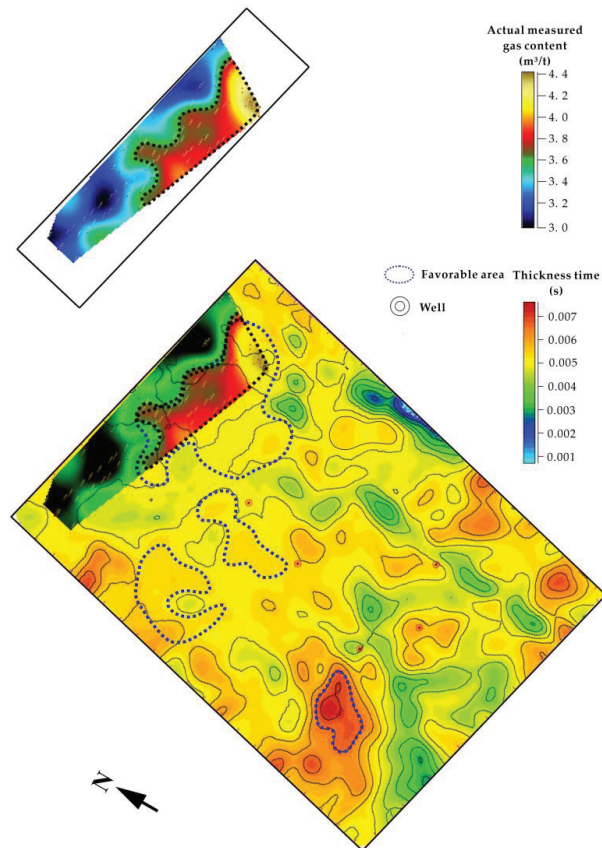 Actual measured
gas content
(m³/t)
4. 4
4. 2
4. 0
3. 8
3. 6
3. 4
3. 2
3. 0
Favorable area
Well
Thickness time
(s)
0.007
0.006
0.005
0.004
0.003
0.002
0.001
N